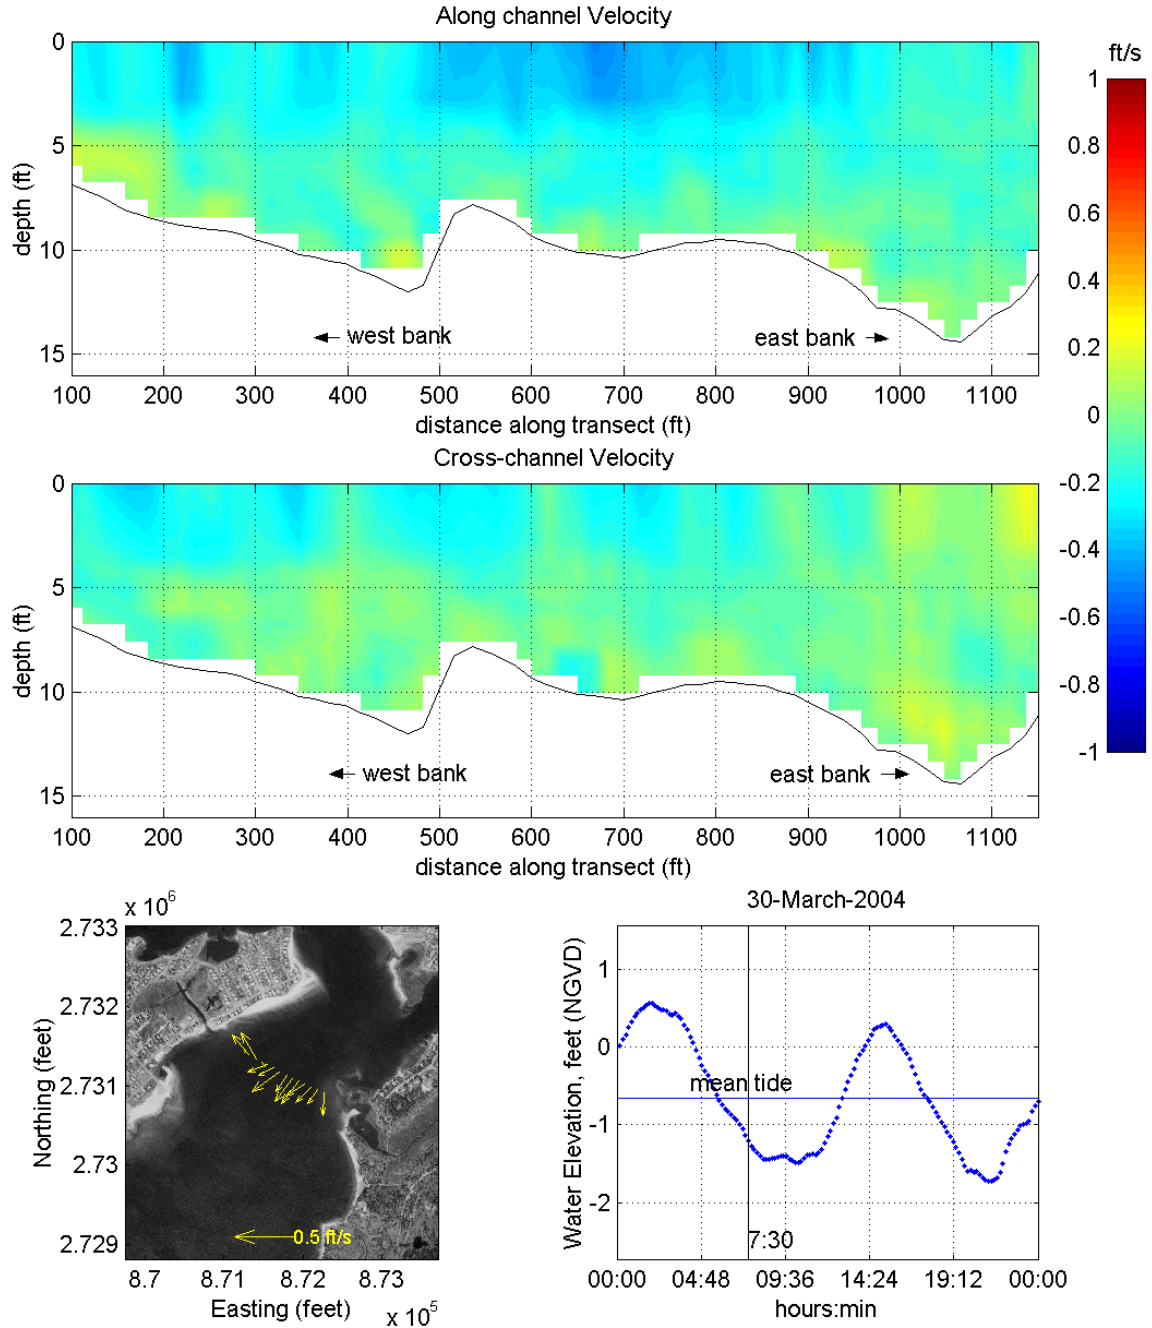 Along channel Velocity
ft/s
0
5
10
15
depth (ft)
← west bank
east bank →
100 200 300 400 500 600 700 800 900 1000 1100
distance along transect (ft)
1
0.8
0.6
0.4
0.2
0
-0.2
-0.4
-0.6
-0.8
-1
Cross-channel Velocity
0
5
10
15
depth (ft)
← west bank
east bank →
100 200 300 400 500 600 700 800 900 1000 1100
distance along transect (ft)
x 10^6
2.733
2.732
2.731
2.73
2.729
Northing (feet)
0.5 ft/s
8.7 8.71 8.72 8.73
Easting (feet)
x 10^5
30-March-2004
1
0
-1
-2
Water Elevation, feet (NGVD)
mean tide
7:30
00:00 04:48 09:36 14:24 19:12 00:00
hours:min